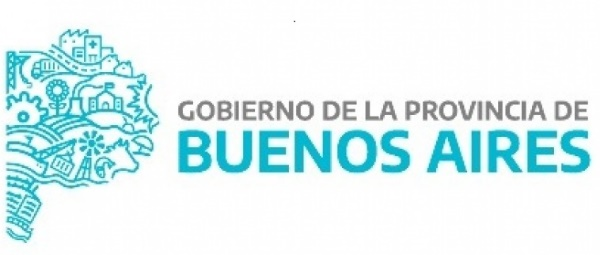 GOBIERNO DE LA PROVINCIA DE
BUENOS AIRES